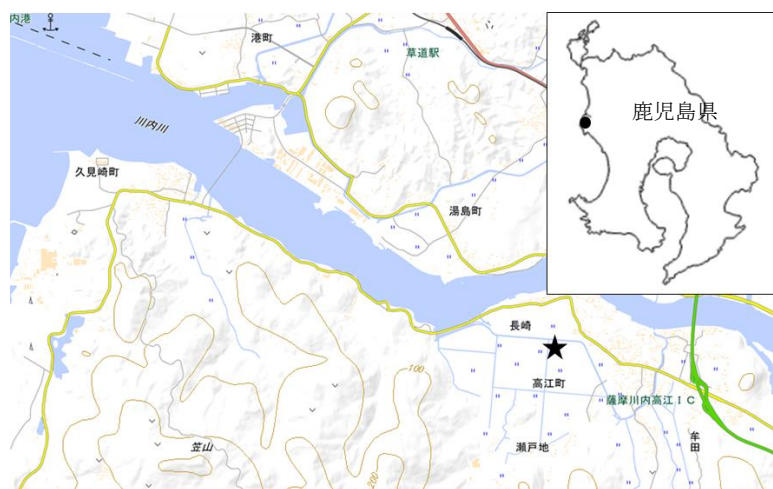 内港
港町
草道駅
鹿児島県
川内川
久見崎町
湯島町
長崎
高江町
100
薩摩川内高江IC
笠山
瀬戸地
牟田
200